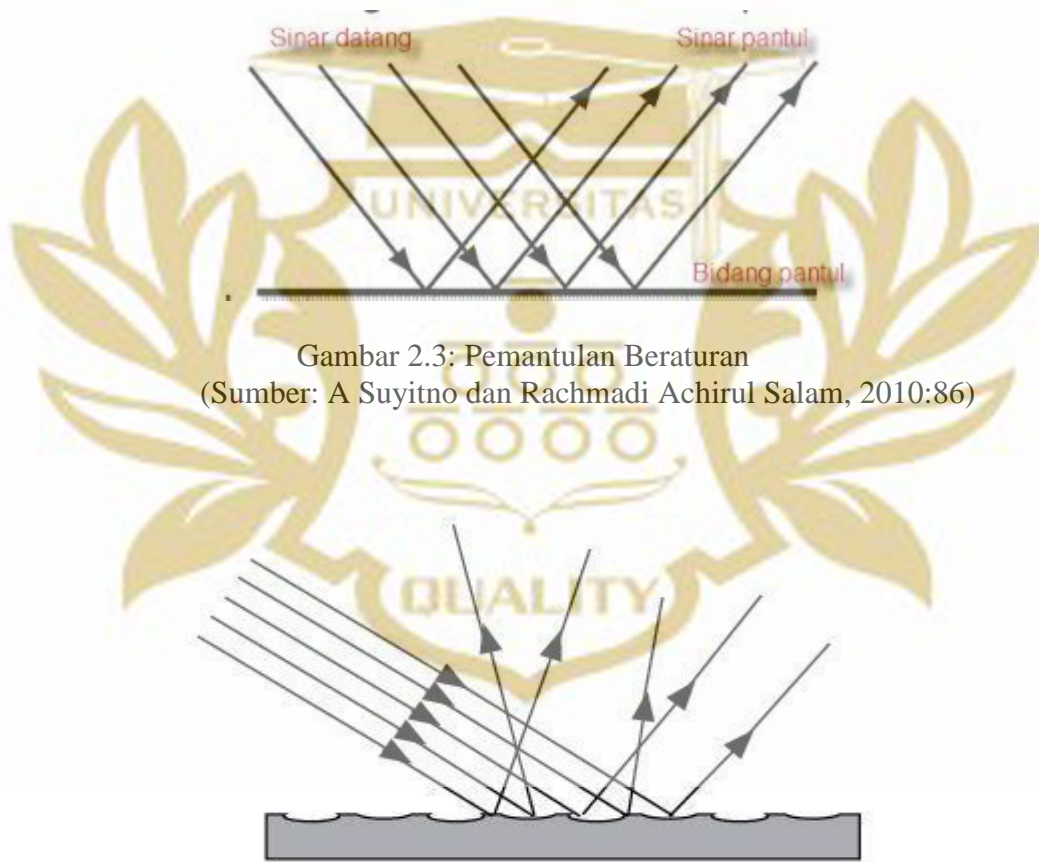 Sinar datang
Sinar pantul
UNIVERSITAS
Bidang pantul
Gambar 2.3: Pemantulan Beraturan
(Sumber: A Suyitno dan Rachmadi Achirul Salam, 2010:86)
QUALITY